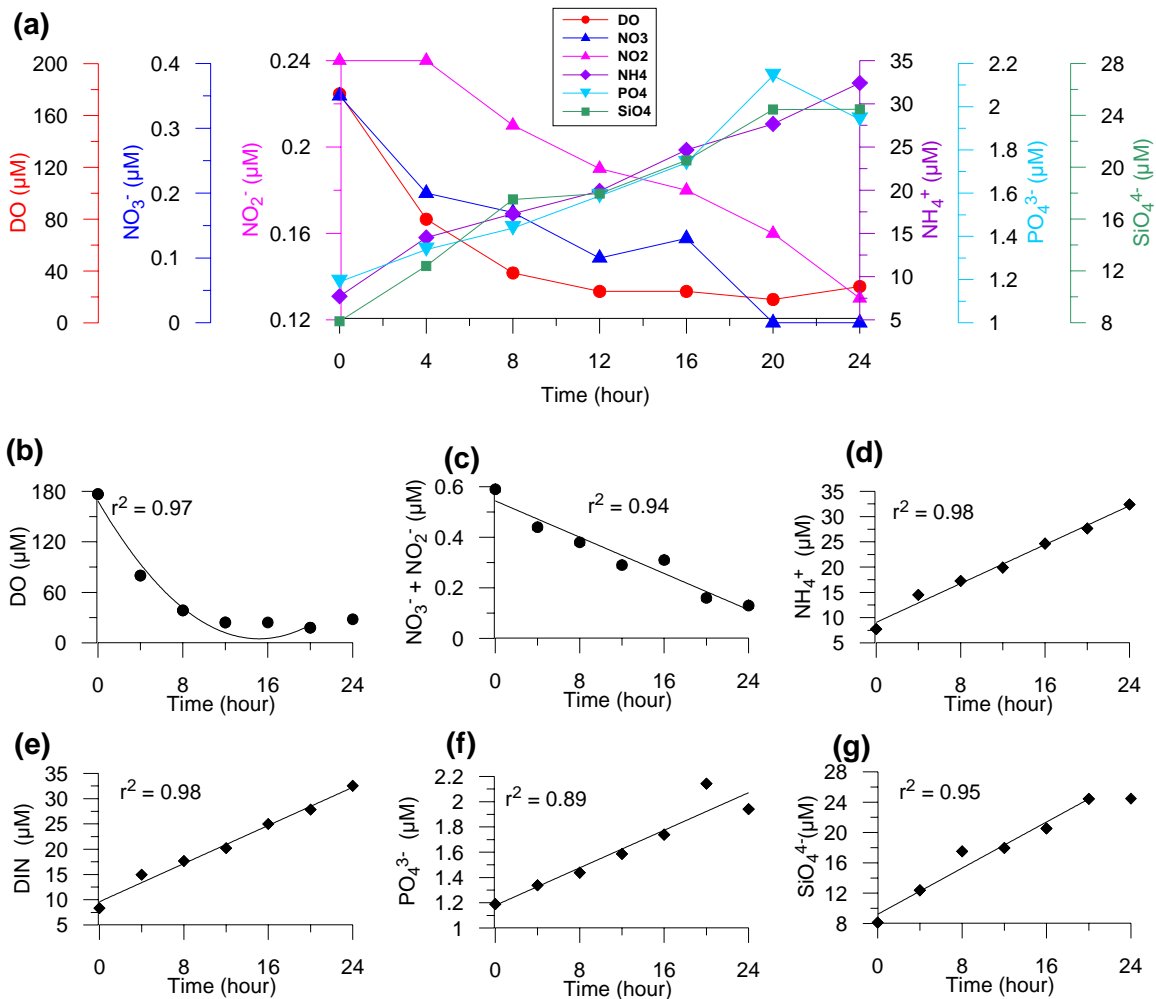 (a)
DO
NO3
NO2
NH4
PO4
SiO4
200
160
120
80
40
0
DO (µM)
0.4
0.3
0.2
0.1
0
NO₃⁻ (µM)
0.24
0.2
0.16
0.12
NO₂⁻ (µM)
35
30
25
20
15
10
5
NH₄⁺ (µM)
2.2
2
1.8
1.6
1.4
1.2
1
PO₄³⁻ (µM)
28
24
20
16
12
8
SiO₄⁴⁻ (µM)
0 4 8 12 16 20 24
Time (hour)
(b)
180
120
60
0
DO (µM)
r² = 0.97
0 8 16 24
Time (hour)
(c)
0.6
0.4
0.2
0
NO₃⁻ + NO₂⁻ (µM)
r² = 0.94
0 8 16 24
Time (hour)
(d)
35
30
25
20
15
10
5
NH₄⁺ (µM)
r² = 0.98
0 8 16 24
Time (hour)
(e)
35
30
25
20
15
10
5
DIN (µM)
r² = 0.98
0 8 16 24
Time (hour)
(f)
2.2
2
1.8
1.6
1.4
1.2
1
PO₄³⁻ (µM)
r² = 0.89
0 8 16 24
Time (hour)
(g)
28
24
20
16
12
8
SiO₄⁴⁻(µM)
r² = 0.95
0 8 16 24
Time (hour)